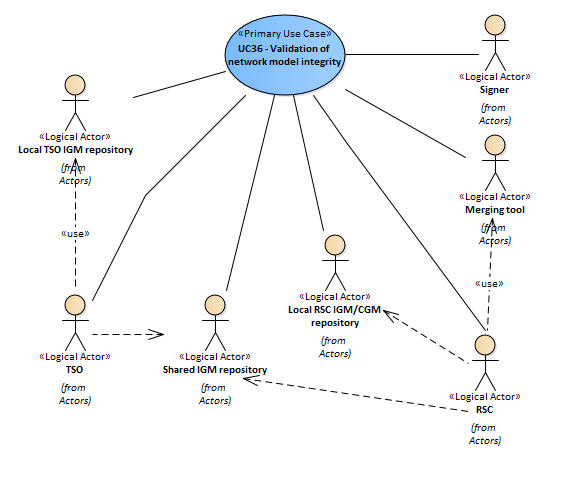 «Primary Use Case»
UC36 - Validation of
network model integrity
«Logical Actor»
Signer
(from
Actors)
«Logical Actor»
Local TSO IGM repository
(from
Actors)
«Logical Actor»
Merging tool
(from
Actors)
«use»
«use»
«Logical Actor»
Local RSC IGM/CGM
repository
(from
Actors)
«Logical Actor»
TSO
(from
Actors)
«Logical Actor»
Shared IGM repository
(from
Actors)
«Logical Actor»
RSC
(from
Actors)